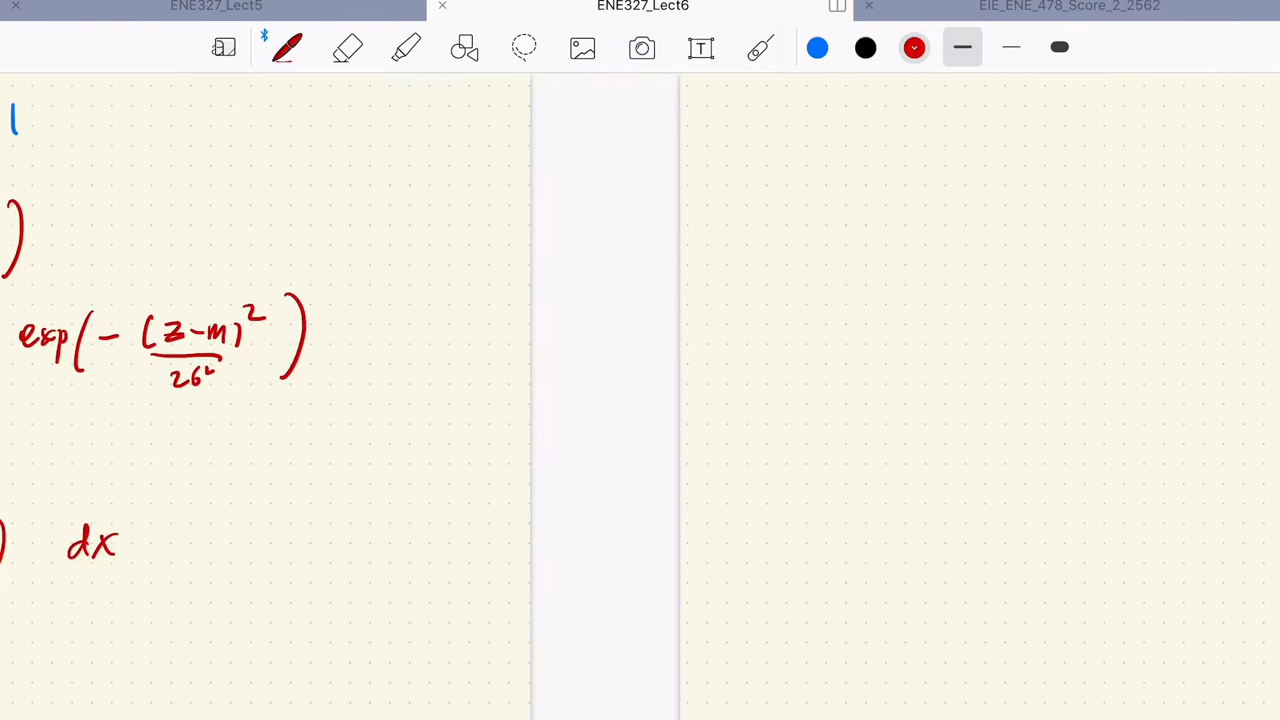 ENE327_Lect5 ENE327_Lect6 EIE_ENE_478_Score_2_2562
T
)
exp(-(z-m)²/2σ²)
) dx